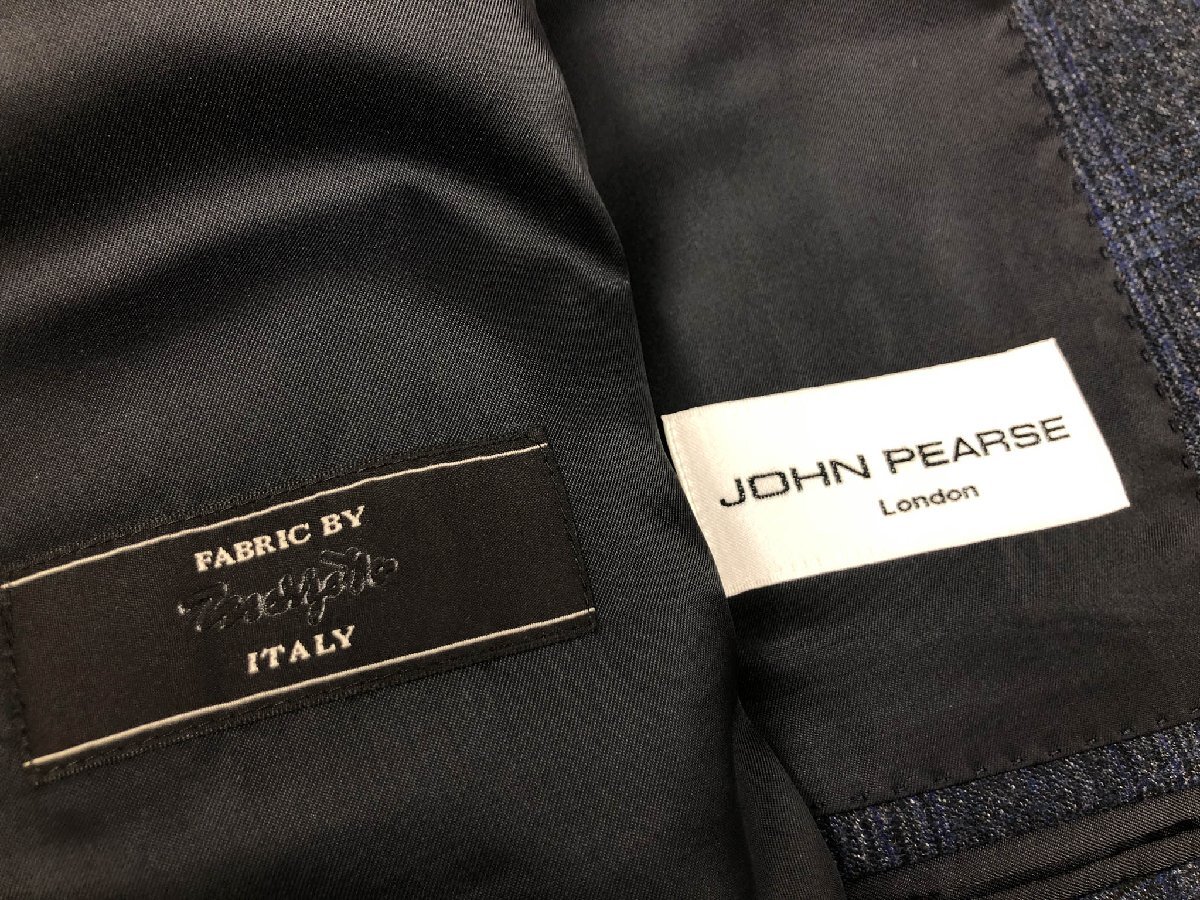 FABRIC BY
ITALY
JOHN PEARSE
London